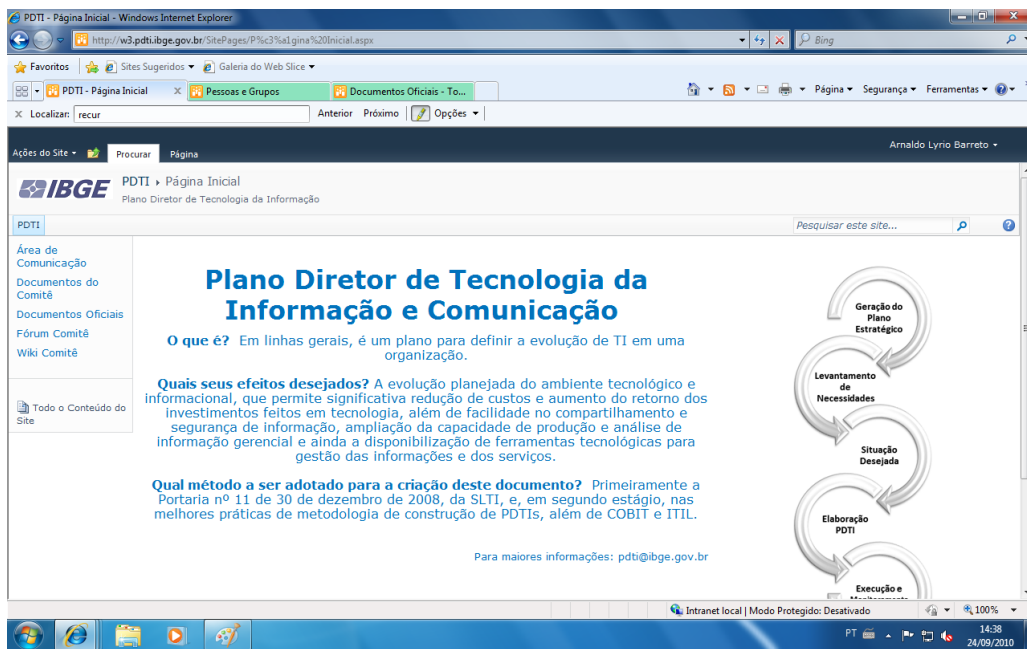 PDTI - Página Inicial - Windows Internet Explorer
http://w3.pdti.ibge.gov.br/SitePages/P%c3%a1gina%20Inicial.aspx
Bing
Favoritos
Sites Sugeridos
Galeria do Web Slice
PDTI - Página Inicial
X
Pessoas e Grupos
Documentos Oficiais - To...
Página
Segurança
Ferramentas
X Localizar: recur
Anterior Próximo
Opções
Ações do Site
Procurar
Página
Arnaldo Lyrio Barreto
IBGE
PDTI
Página Inicial
Plano Diretor de Tecnologia da Informação
PDTI
Pesquisar este site...
Área de
Comunicação
Documentos do
Comitê
Documentos Oficiais
Fórum Comitê
Wiki Comitê
Todo o Conteúdo do
Site
Plano Diretor de Tecnologia da
Informação e Comunicação
O que é? Em linhas gerais, é um plano para definir a evolução de TI em uma
organização.
Quais seus efeitos desejados? A evolução planejada do ambiente tecnológico e
informacional, que permite significativa redução de custos e aumento do retorno dos
investimentos feitos em tecnologia, além de facilidade no compartilhamento e
segurança de informação, ampliação da capacidade de produção e análise de
informação gerencial e ainda a disponibilização de ferramentas tecnológicas para
gestão das informações e dos serviços.
Qual método a ser adotado para a criação deste documento? Primeiramente a
Portaria nº 11 de 30 de dezembro de 2008, da SLTI, e, em segundo estágio, nas
melhores práticas de metodologia de construção de PDTIs, além de COBIT e ITIL.
Para maiores informações: pdti@ibge.gov.br
Geração do
Plano
Estratégico
Levantamento
de
Necessidades
Situação
Desejada
Elaboração
PDTI
Execução e
Intranet local | Modo Protegido: Desativado
100%
PT
14:38
24/09/2010